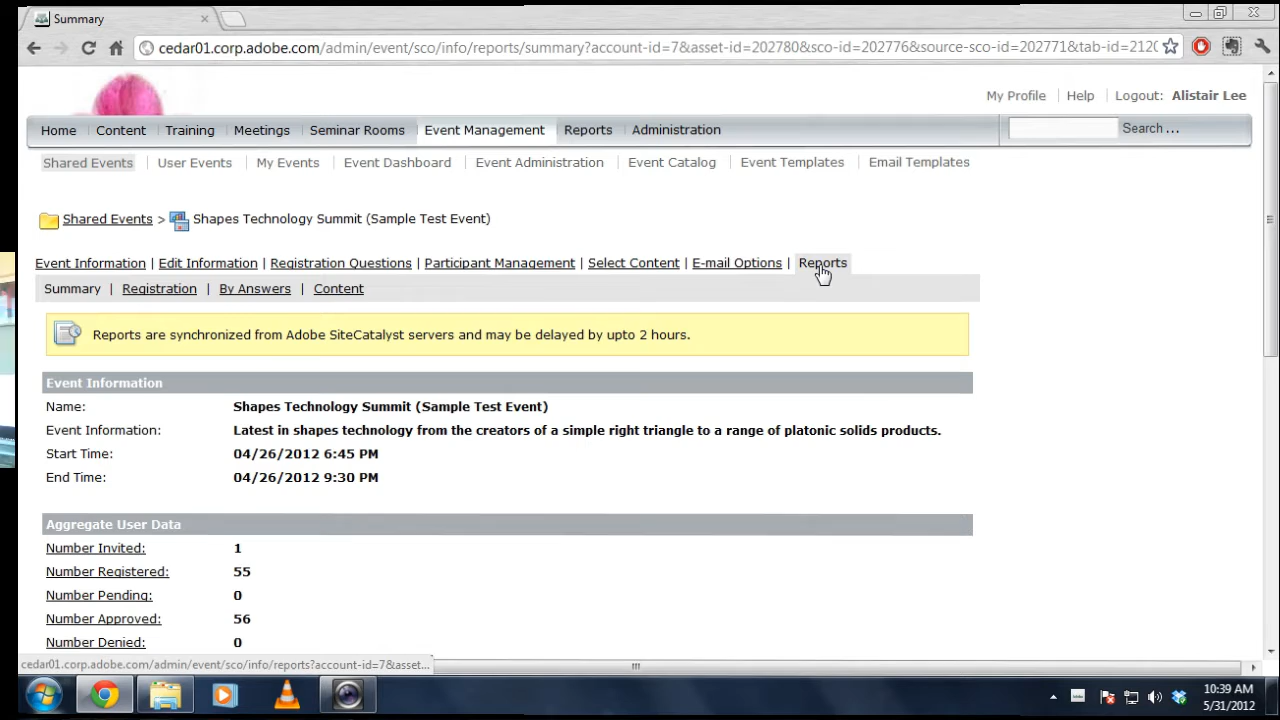 Summary
cedar01.corp.adobe.com/admin/event/sco/info/reports/summary?account-id=7&asset-id=202780&sco-id=202776&source-sco-id=202771&tab-id=2120
My Profile | Help | Logout: Alistair Lee
Home Content Training Meetings Seminar Rooms Event Management Reports Administration Search ...
Shared Events | User Events | My Events | Event Dashboard | Event Administration | Event Catalog | Event Templates | Email Templates
Shared Events > Shapes Technology Summit (Sample Test Event)
Event Information | Edit Information | Registration Questions | Participant Management | Select Content | E-mail Options | Reports
Summary | Registration | By Answers | Content
Reports are synchronized from Adobe SiteCatalyst servers and may be delayed by upto 2 hours.
Event Information
Name: Shapes Technology Summit (Sample Test Event)
Event Information: Latest in shapes technology from the creators of a simple right triangle to a range of platonic solids products.
Start Time: 04/26/2012 6:45 PM
End Time: 04/26/2012 9:30 PM
Aggregate User Data
Number Invited: 1
Number Registered: 55
Number Pending: 0
Number Approved: 56
Number Denied: 0
cedar01.corp.adobe.com/admin/event/sco/info/reports?account-id=7&asset...
10:39 AM
5/31/2012